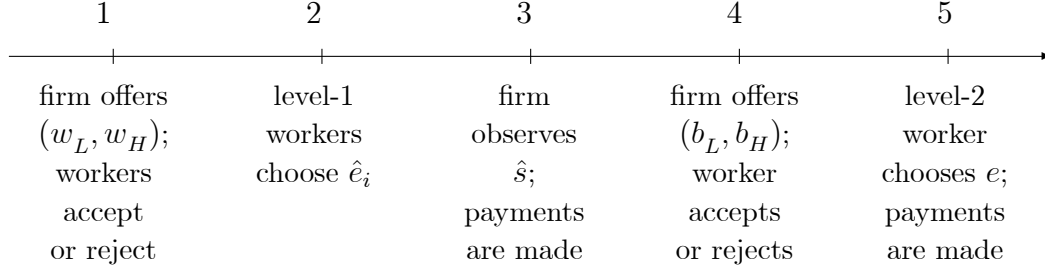 1 2 3 4 5
firm offers level-1 firm firm offers level-2
(w_L, w_H); workers observes (b_L, b_H); worker
workers choose ê_i ŝ; worker chooses e;
accept payments accepts payments
or reject are made or rejects are made